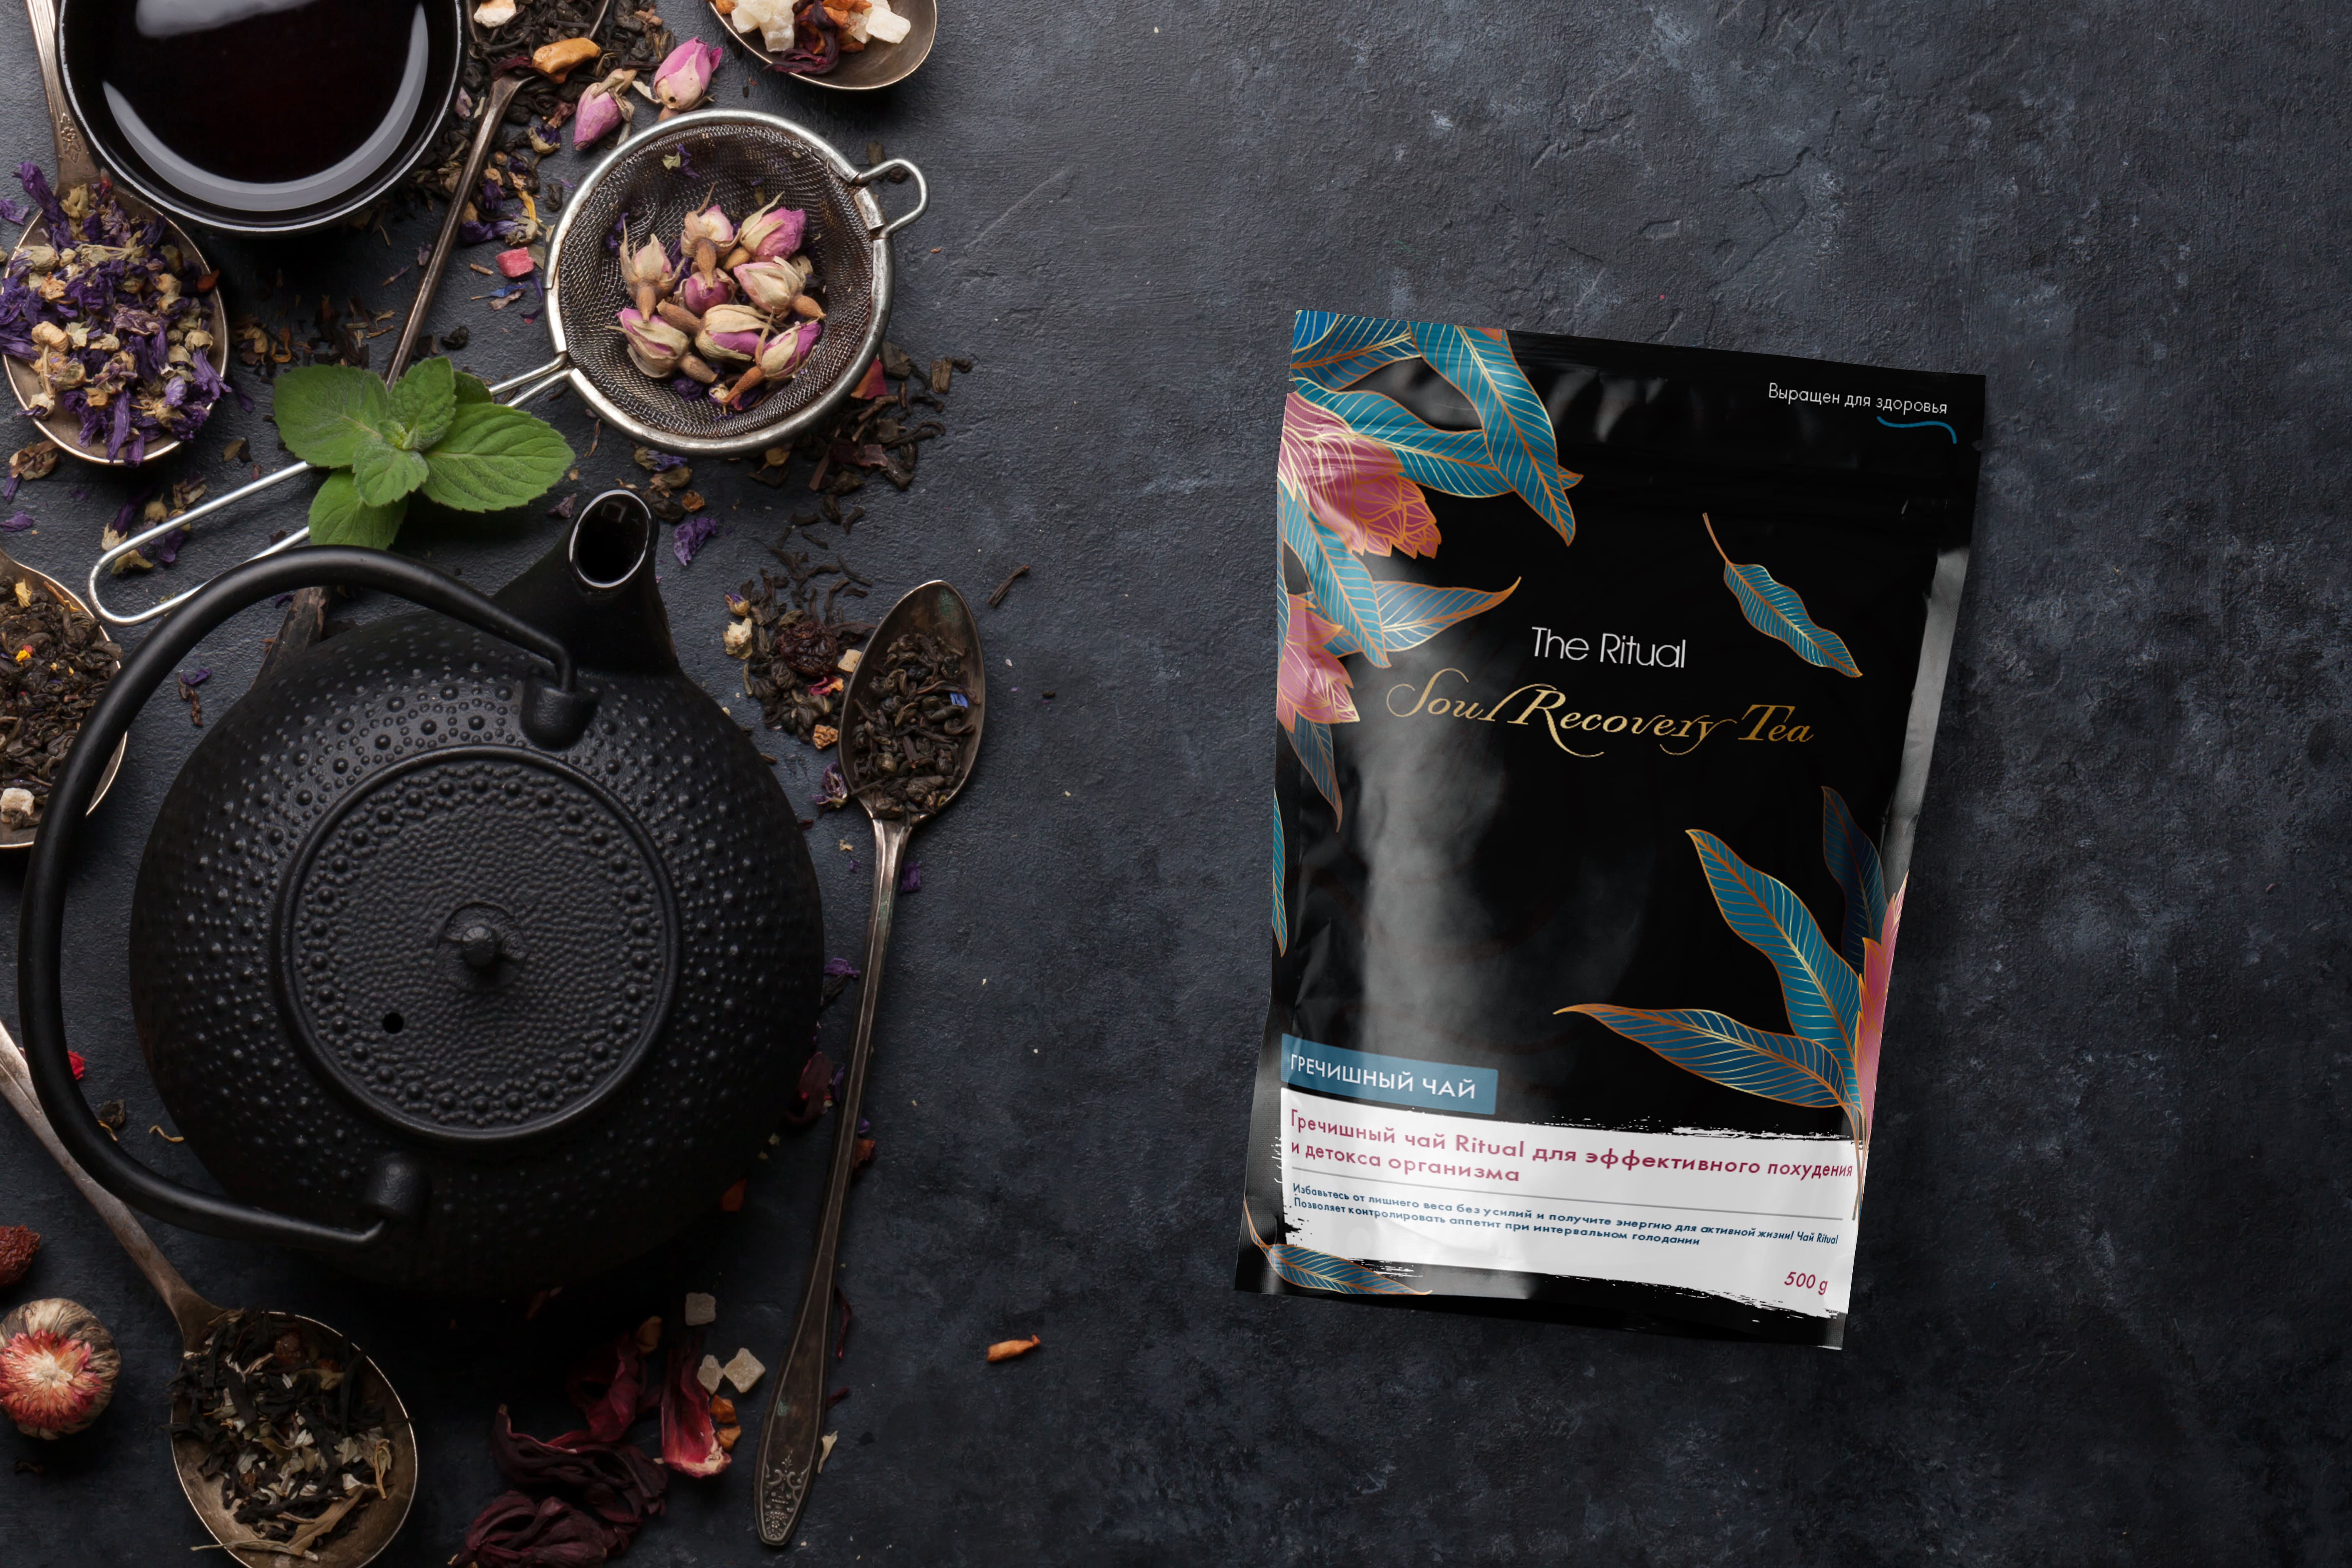 Выращен для здоровья
The Ritual
Soul Recovery Tea
ГРЕЧИШНЫЙ ЧАЙ
Гречишный чай Ritual для эффективного похудения
и детокса организма
Избавьтесь от лишнего веса без усилий и получите энергию для активной жизни! Чай Ritual
Позволяет контролировать аппетит при интервальном голодании
500 g